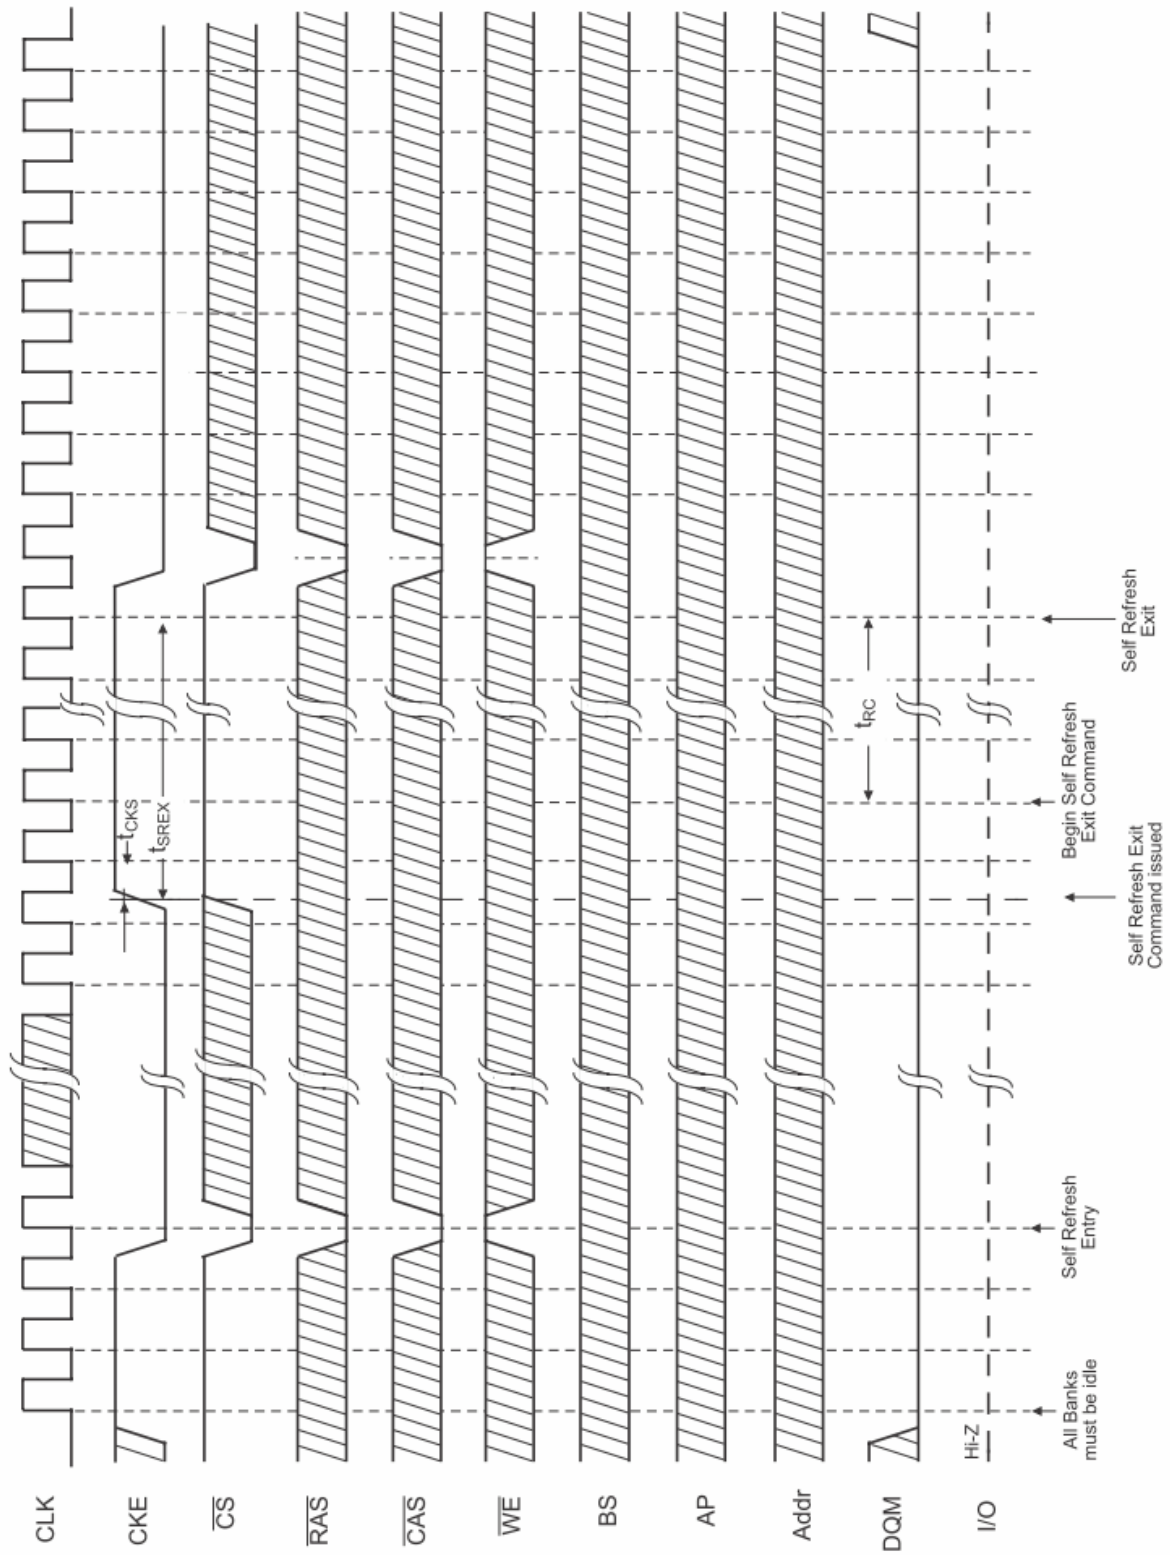 CLK
CKE
CS
RAS
CAS
WE
BS
AP
Addr
DQM
I/O
tCKS
tSREX
tRC
Hi-Z
All Banks
must be idle
Self Refresh
Entry
Self Refresh Exit
Command issued
Begin Self Refresh
Exit Command
Self Refresh
Exit